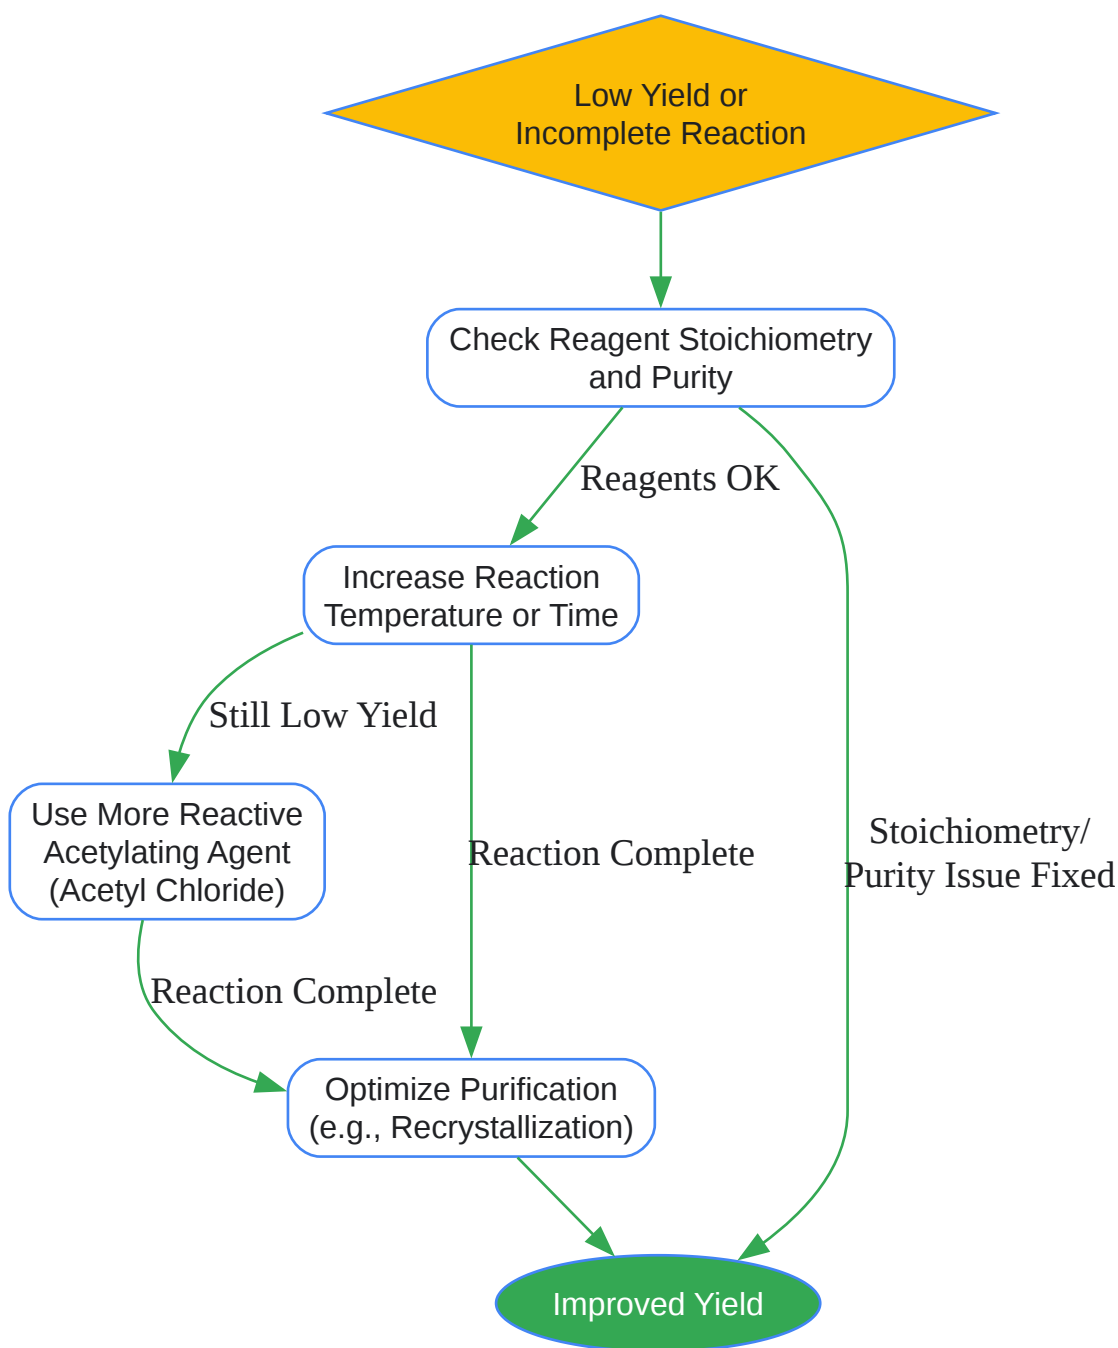 Low Yield or
Incomplete Reaction
Check Reagent Stoichiometry
and Purity
Reagents OK
Increase Reaction
Temperature or Time
Still Low Yield
Use More Reactive
Acetylating Agent
(Acetyl Chloride)
Reaction Complete
Stoichiometry/
Purity Issue Fixed
Reaction Complete
Optimize Purification
(e.g., Recrystallization)
Improved Yield